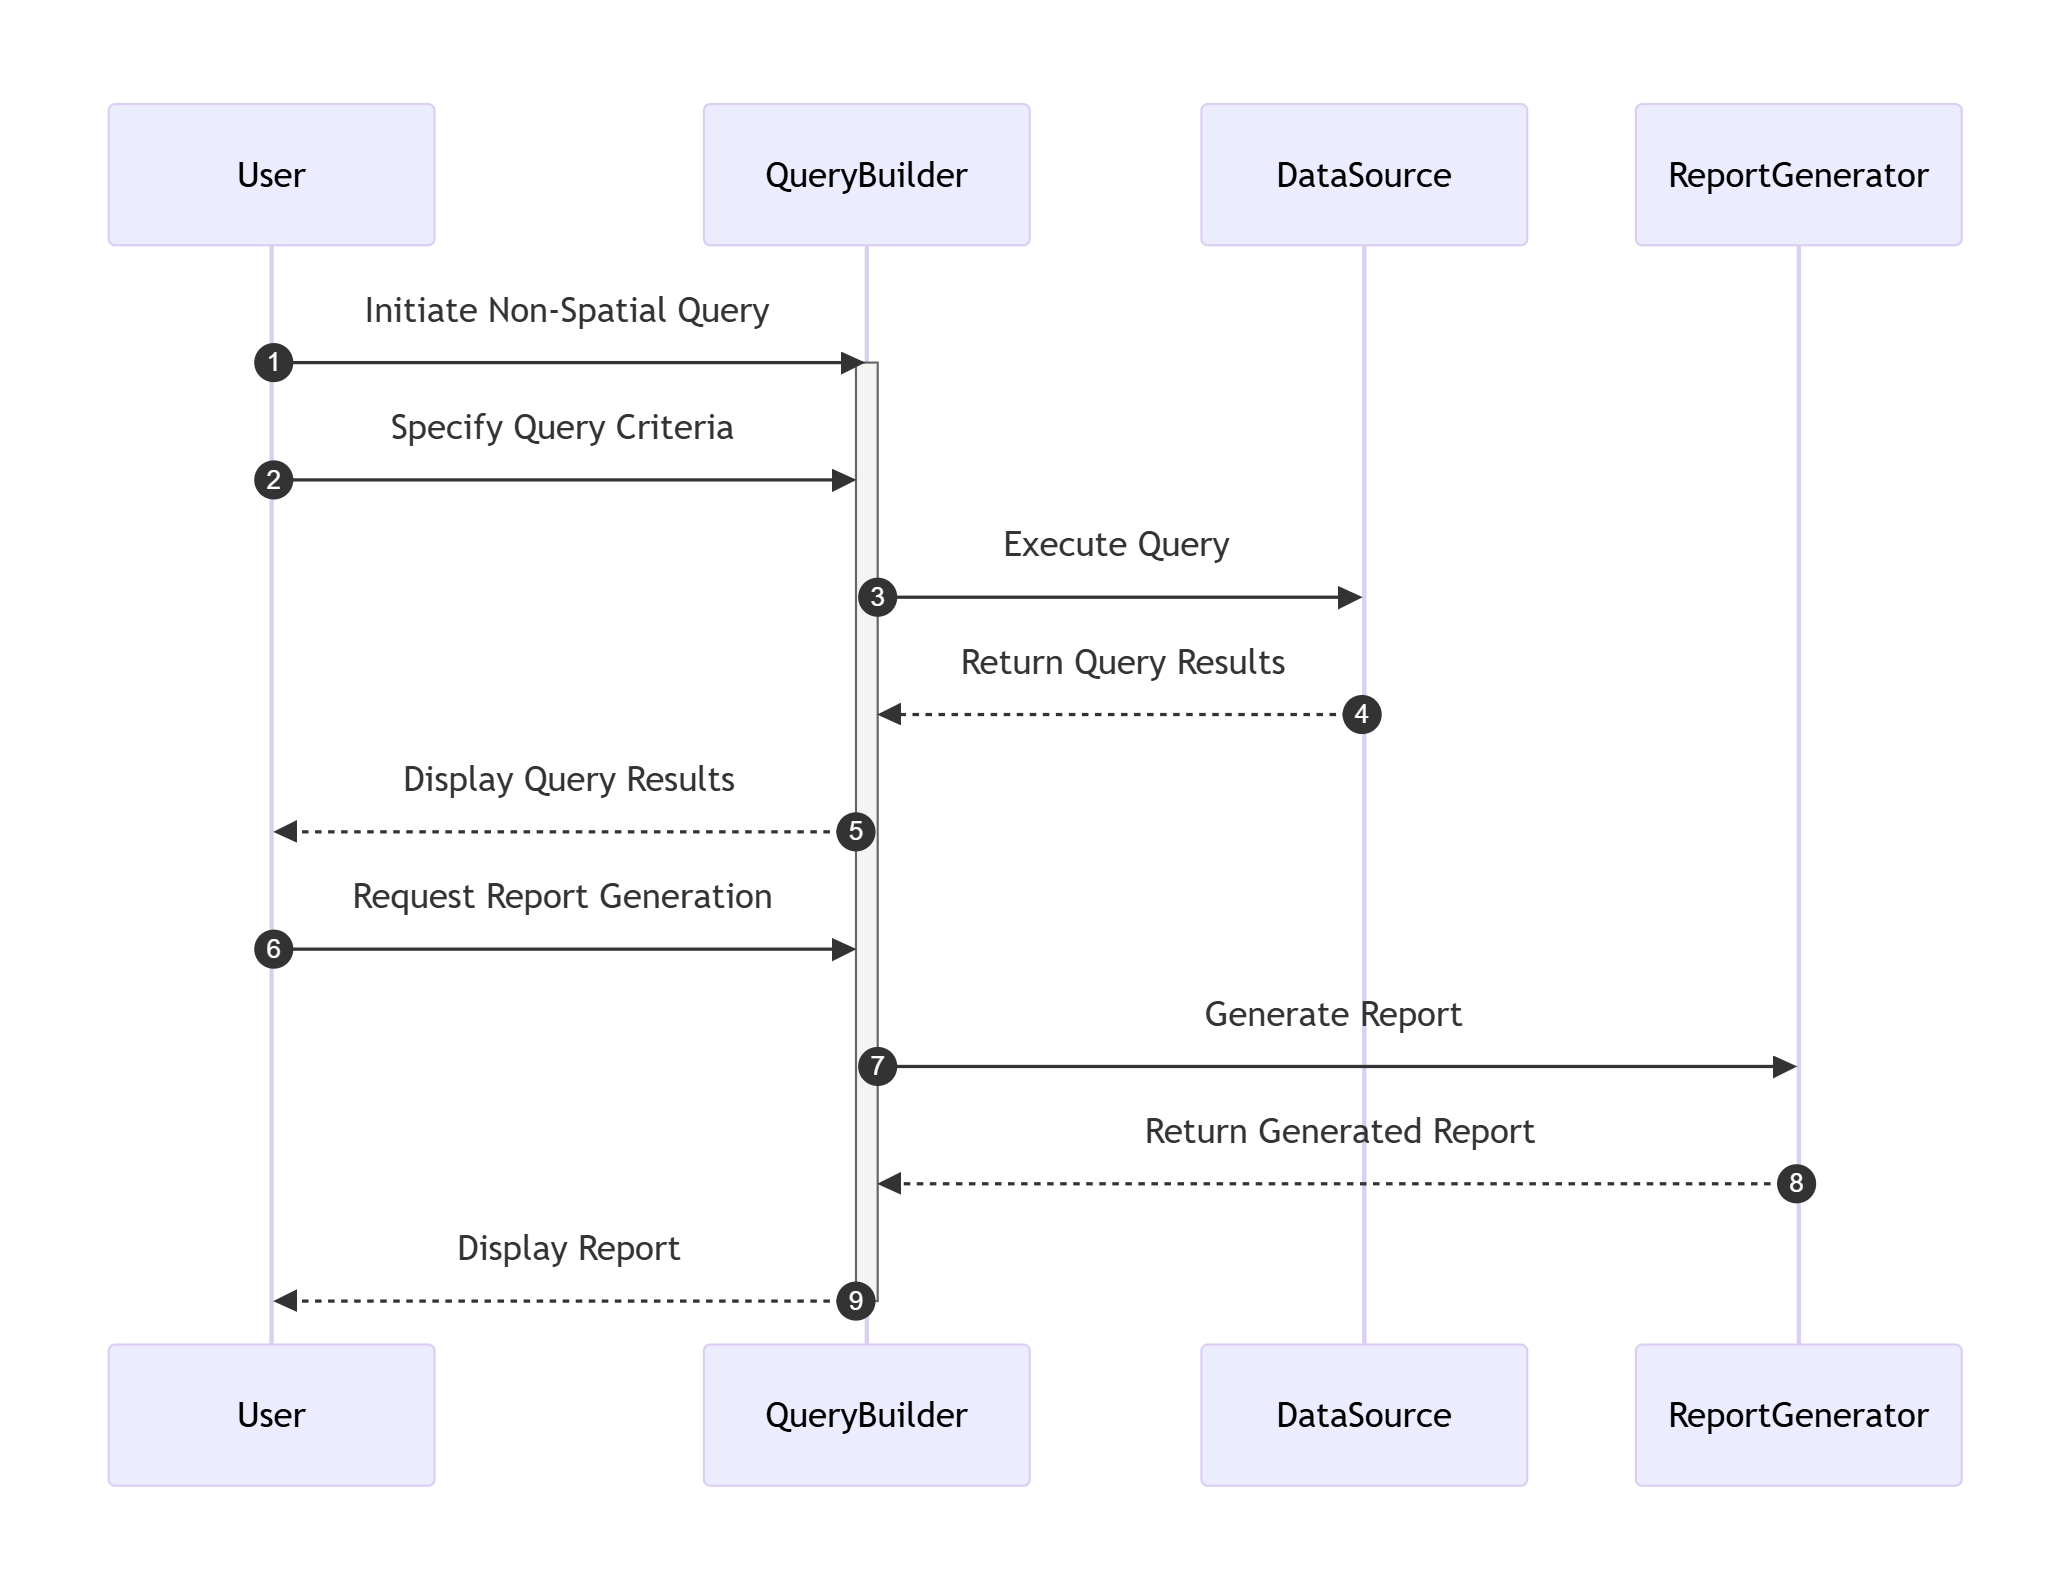 User
QueryBuilder
DataSource
ReportGenerator
Initiate Non-Spatial Query
1
Specify Query Criteria
2
Execute Query
3
Return Query Results
4
Display Query Results
5
Request Report Generation
6
Generate Report
7
Return Generated Report
8
Display Report
9
User
QueryBuilder
DataSource
ReportGenerator